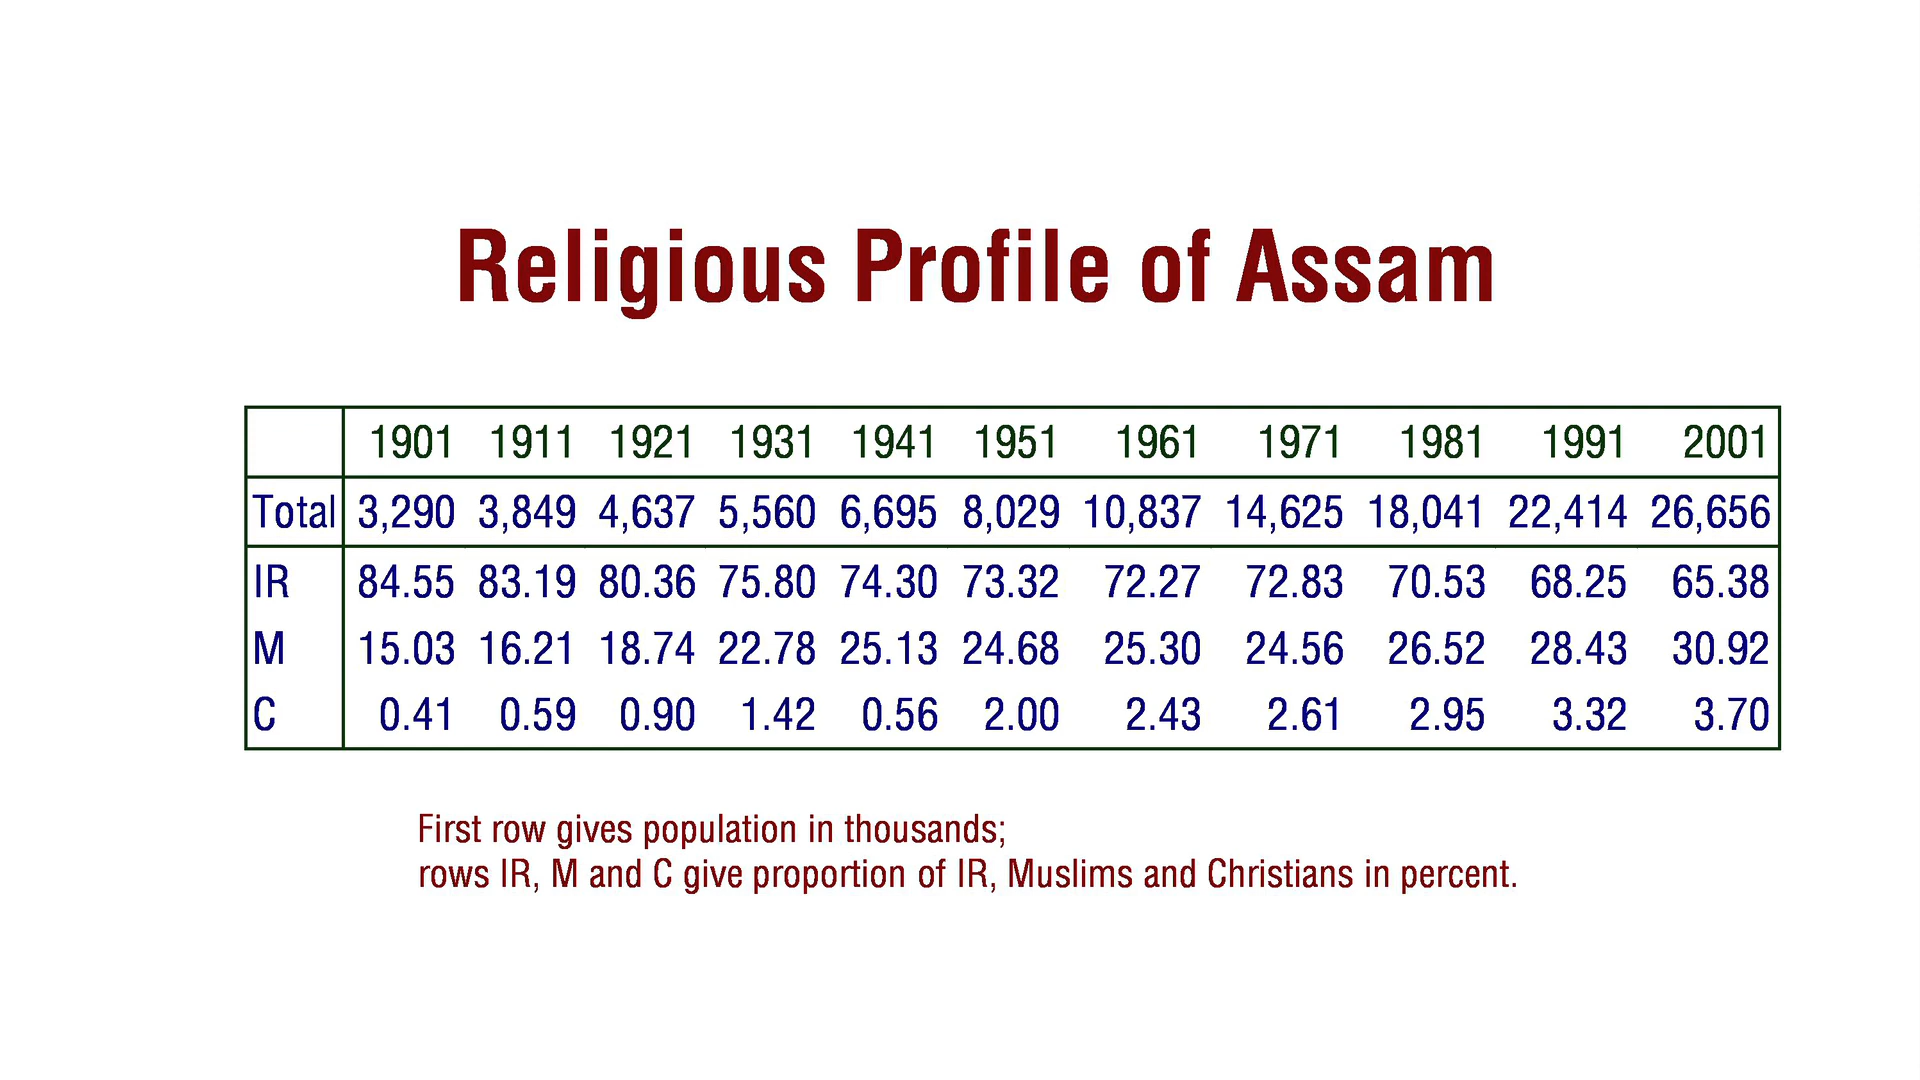 Religious Profile of Assam
1901 1911 1921 1931 1941 1951 1961 1971 1981 1991 2001
Total 3,290 3,849 4,637 5,560 6,695 8,029 10,837 14,625 18,041 22,414 26,656
IR 84.55 83.19 80.36 75.80 74.30 73.32 72.27 72.83 70.53 68.25 65.38
M 15.03 16.21 18.74 22.78 25.13 24.68 25.30 24.56 26.52 28.43 30.92
C 0.41 0.59 0.90 1.42 0.56 2.00 2.43 2.61 2.95 3.32 3.70
First row gives population in thousands;
rows IR, M and C give proportion of IR, Muslims and Christians in percent.